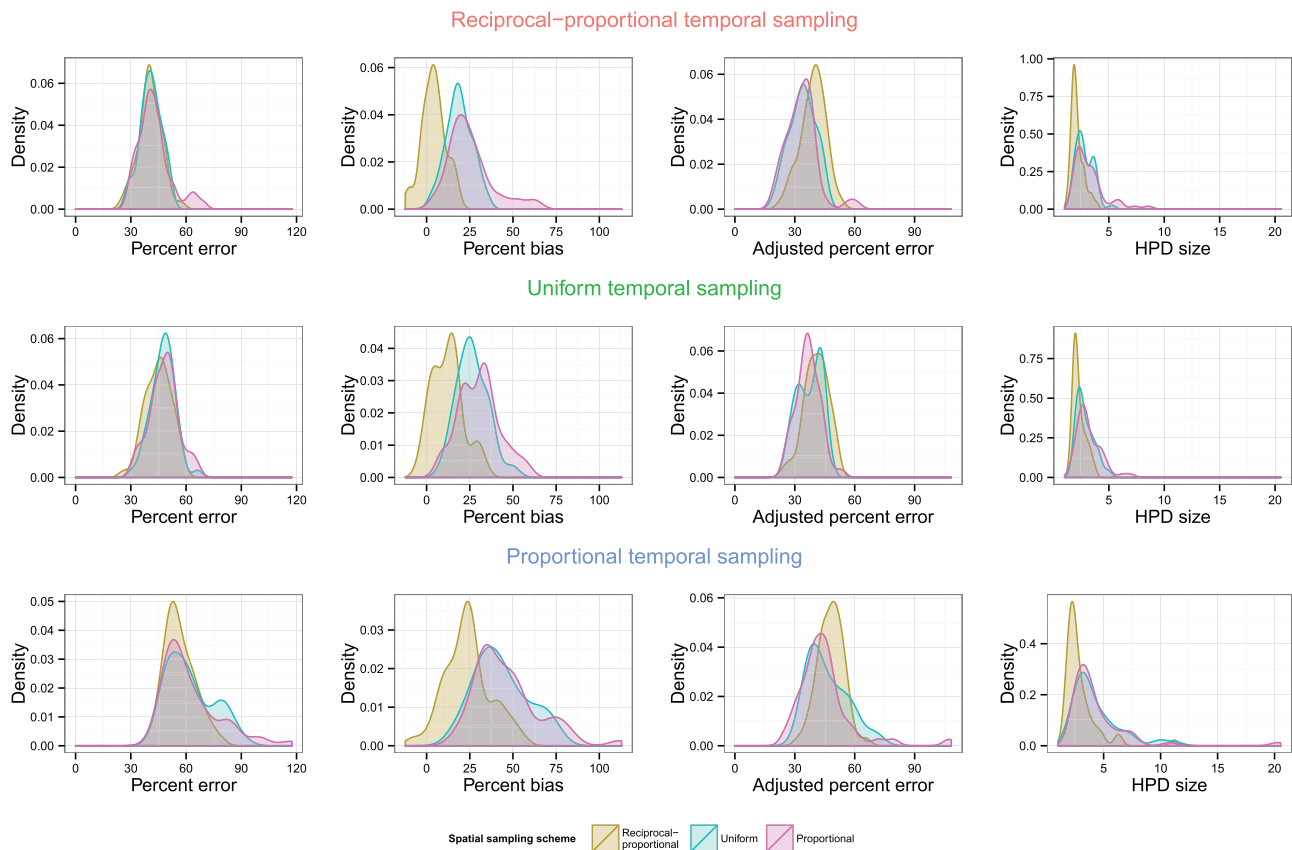 Reciprocal−proportional temporal sampling
Density
0.06
0.04
0.02
0.00
0 30 60 90 120
Percent error
Density
0.06
0.04
0.02
0.00
0 25 50 75 100
Percent bias
Density
0.06
0.04
0.02
0.00
0 30 60 90
Adjusted percent error
Density
1.00
0.75
0.50
0.25
0.00
5 10 15 20
HPD size
Uniform temporal sampling
Density
0.06
0.04
0.02
0.00
0 30 60 90 120
Percent error
Density
0.04
0.03
0.02
0.01
0.00
0 25 50 75 100
Percent bias
Density
0.06
0.04
0.02
0.00
0 30 60 90
Adjusted percent error
Density
0.75
0.50
0.25
0.00
5 10 15 20
HPD size
Proportional temporal sampling
Density
0.05
0.04
0.03
0.02
0.01
0.00
0 30 60 90 120
Percent error
Density
0.03
0.02
0.01
0.00
0 25 50 75 100
Percent bias
Density
0.06
0.04
0.02
0.00
0 30 60 90
Adjusted percent error
Density
0.4
0.2
0.0
5 10 15 20
HPD size
Spatial sampling scheme
Reciprocal−
proportional
Uniform
Proportional